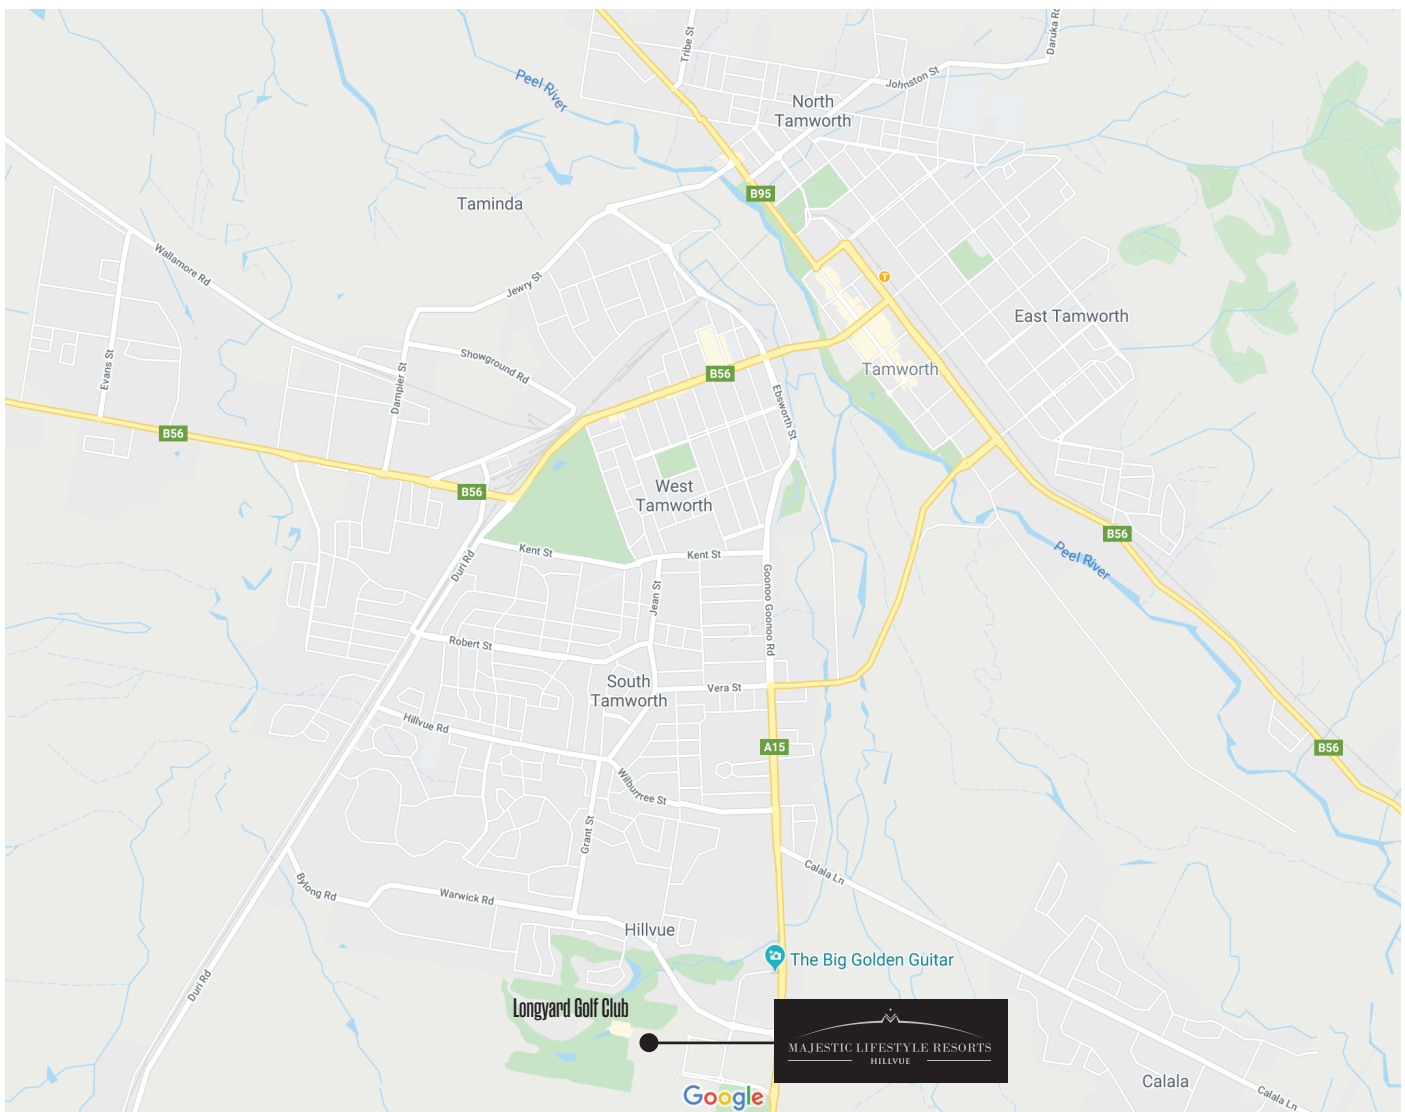 Tribe St
Daruka Rd
Peel River
Johnston St
North
Tamworth
B95
Taminda
Wallamore Rd
Jewry St
East Tamworth
T
Evans St
Dampier St
Showground Rd
B56
Tamworth
Ebsworth St
B56
B56
West
Tamworth
B56
Peel River
Duri Rd
Kent St
Kent St
Jean St
Goonoo Goonoo Rd
Robert St
South
Tamworth
Vera St
Hillvue Rd
A15
B56
Wilburtree St
Grant St
Calala Ln
Bylong Rd
Warwick Rd
Hillvue
The Big Golden Guitar
Duri Rd
Longyard Golf Club
MAJESTIC LIFESTYLE RESORTS
HILLVUE
Calala
Calala Ln
Google